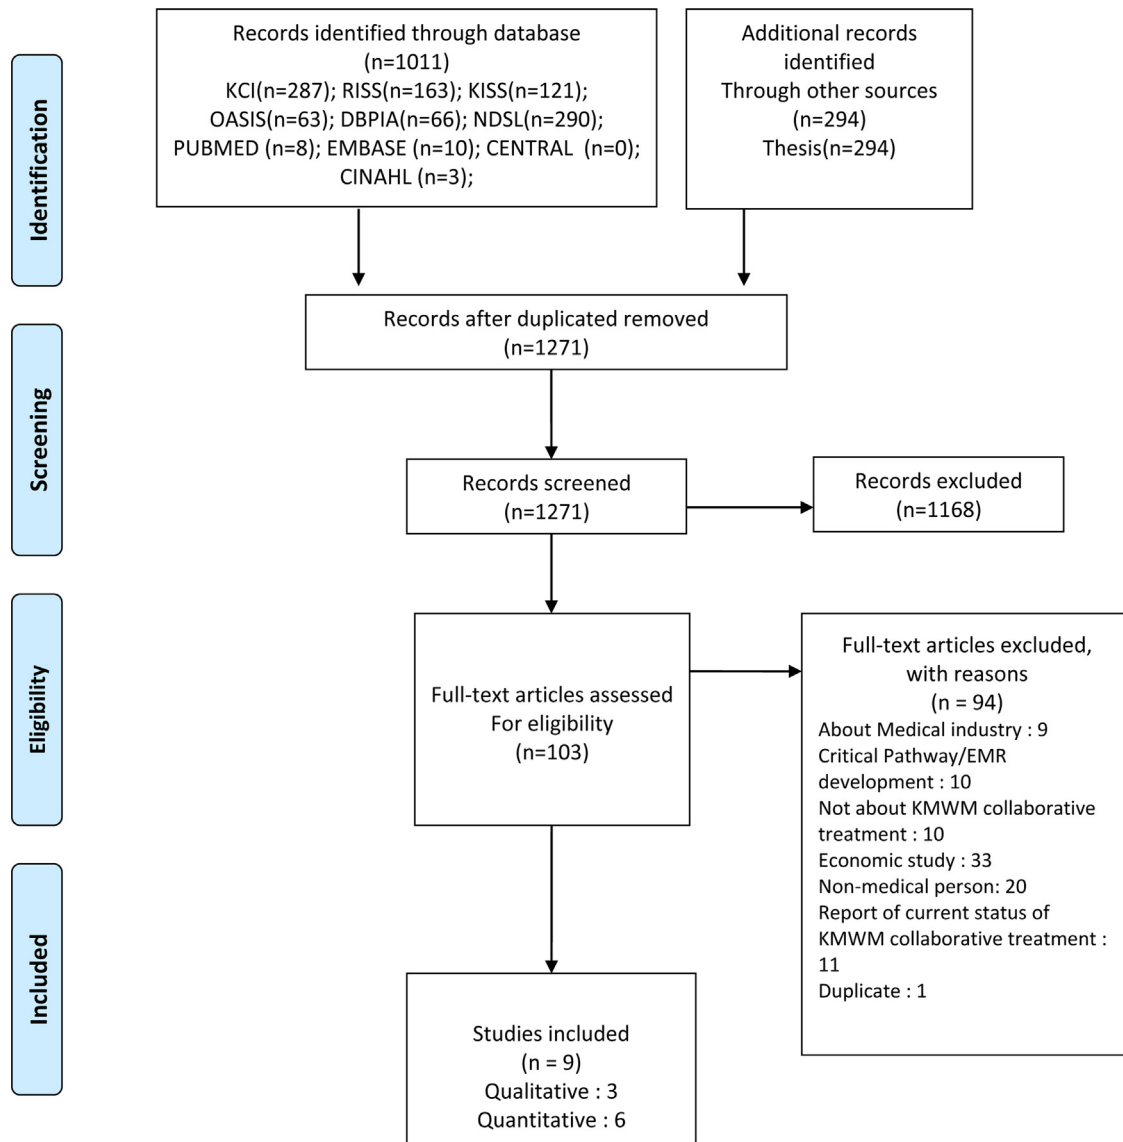 Identification
Records identified through database
(n=1011)
KCI(n=287); RISS(n=163); KISS(n=121);
OASIS(n=63); DBPIA(n=66); NDSL(n=290);
PUBMED (n=8); EMBASE (n=10); CENTRAL (n=0);
CINAHL (n=3);
Additional records
identified
Through other sources
(n=294)
Thesis(n=294)
Records after duplicated removed
(n=1271)
Screening
Records screened
(n=1271)
Records excluded
(n=1168)
Eligibility
Full-text articles assessed
For eligibility
(n=103)
Full-text articles excluded,
with reasons
(n = 94)
About Medical industry : 9
Critical Pathway/EMR
development : 10
Not about KMWM collaborative
treatment : 10
Economic study : 33
Non-medical person: 20
Report of current status of
KMWM collaborative treatment :
11
Duplicate : 1
Included
Studies included
(n = 9)
Qualitative : 3
Quantitative : 6